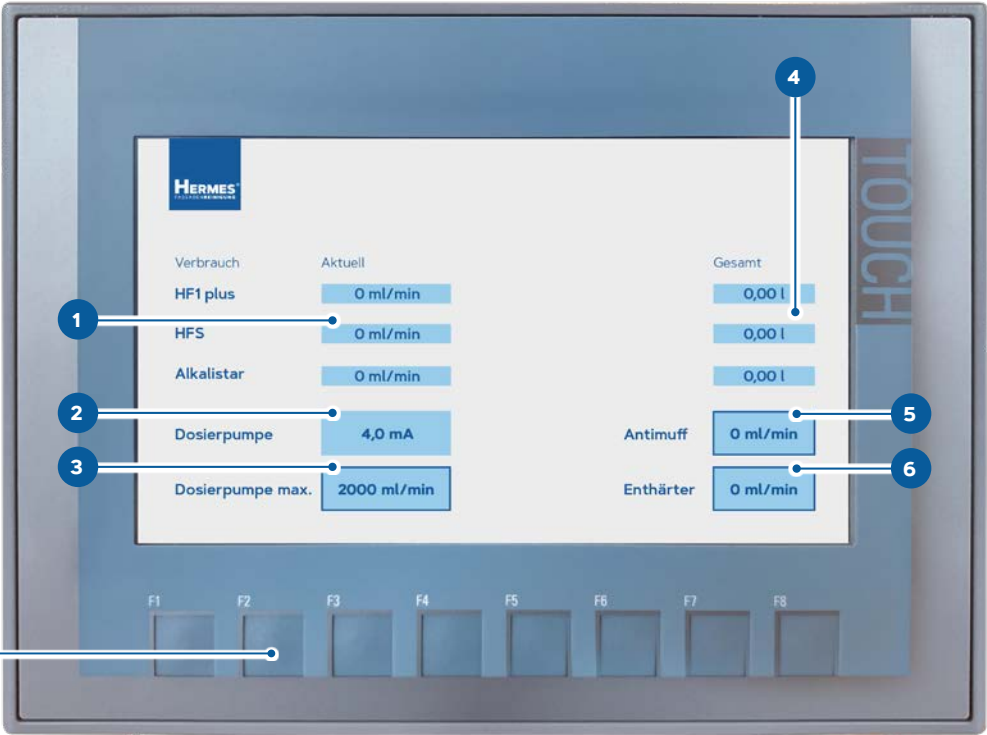 4
HERMES
FASSADENREINIGUNG
TOUCH
Verbrauch Aktuell Gesamt
HF1 plus 0 ml/min 0,00 l
1
HFS 0 ml/min 0,00 l
Alkalistar 0 ml/min 0,00 l
2 5
Dosierpumpe 4,0 mA Antimuff 0 ml/min
3 6
Dosierpumpe max. 2000 ml/min Enthärter 0 ml/min
F1 F2 F3 F4 F5 F6 F7 F8